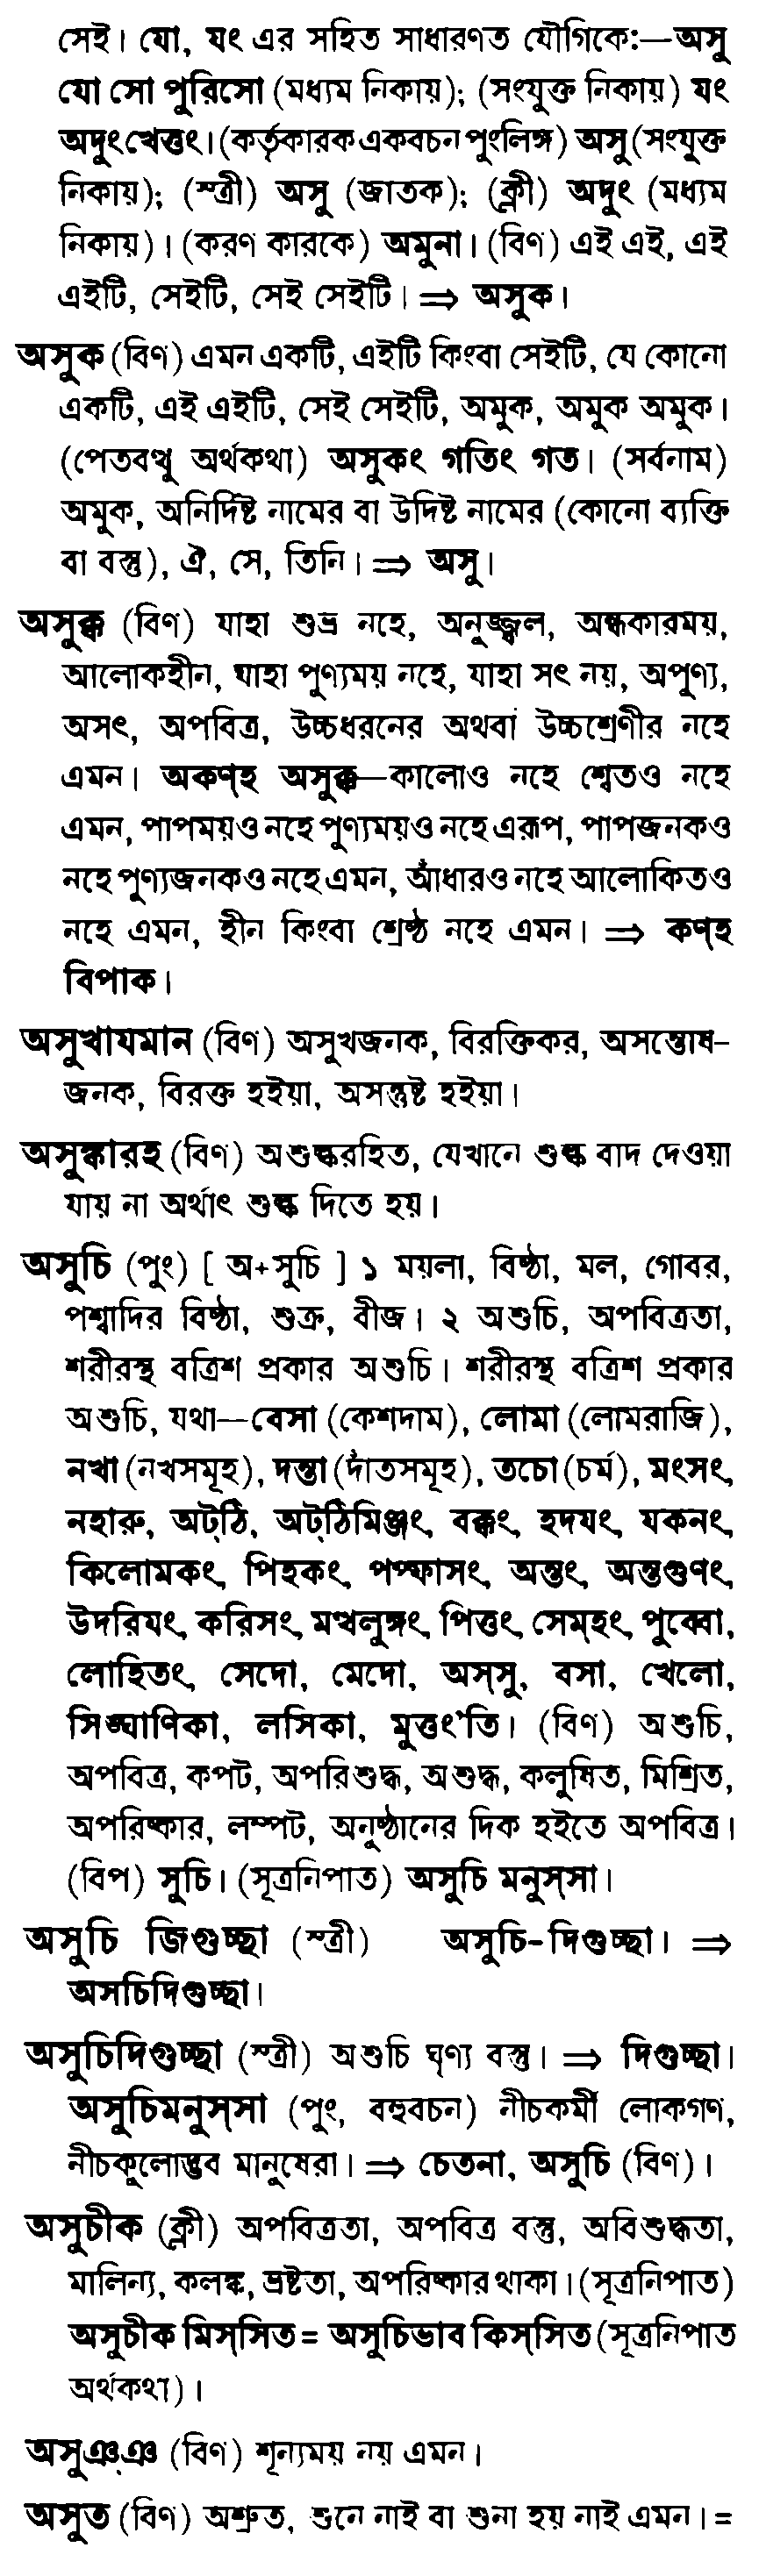 সেই। যো, যং এর সহিত সাধারণত যৌগিকে:—অসু
যো সো পুরিসো (মধ্যম নিকায়); (সংযুক্ত নিকায়) যং
অদুংখেত্তং। (কর্তৃকারক একবচন পুংলিঙ্গ) অসু (সংযুক্ত
নিকায়); (স্ত্রী) অসু (জাতক); (ক্লী) অদুং (মধ্যম
নিকায়)। (করণ কারকে) অমুনা। (বিণ) এই এই, এই
এইটি, সেইটি, সেই সেইটি। ⇒ অসুক।
অসুক (বিণ) এমন একটি, এইটি কিংবা সেইটি, যে কোনো
একটি, এই এইটি, সেই সেইটি, অমুক, অমুক অমুক।
(পেতবত্থু অর্থকথা) অসুকং গতিং গত। (সর্বনাম)
অমুক, অনির্দিষ্ট নামের বা উদিষ্ট নামের (কোনো ব্যক্তি
বা বস্তু), ঐ, সে, তিনি। ⇒ অসু।
অসুক্ক (বিণ) যাহা শুভ্র নহে, অনুজ্জ্বল, অন্ধকারময়,
আলোকহীন, যাহা পুণ্যময় নহে, যাহা সৎ নয়, অপুণ্য,
অসৎ, অপবিত্র, উচ্চধরনের অথবা উচ্চশ্রেণীর নহে
এমন। অকণ্হ অসুক্ক—কালোও নহে শ্বেতও নহে
এমন, পাপময়ও নহে পুণ্যময়ও নহে এরূপ, পাপজনকও
নহে পুণ্যজনকও নহে এমন, আঁধারও নহে আলোকিতও
নহে এমন, হীন কিংবা শ্রেষ্ঠ নহে এমন। ⇒ কণ্হ
বিপাক।
অসুখাযমান (বিণ) অসুখজনক, বিরক্তিকর, অসন্তোষ-
জনক, বিরক্ত হইয়া, অসন্তুষ্ট হইয়া।
অসুঙ্কারহ (বিণ) অশুল্করহিত, যেখানে শুল্ক বাদ দেওয়া
যায় না অর্থাৎ শুল্ক দিতে হয়।
অসুচি (পুং) [ অ+সুচি ] ১ ময়লা, বিষ্ঠা, মল, গোবর,
পশ্বাদির বিষ্ঠা, শুক্র, বীজ। ২ অশুচি, অপবিত্রতা,
শরীরস্থ বত্রিশ প্রকার অশুচি। শরীরস্থ বত্রিশ প্রকার
অশুচি, যথা—বেসা (কেশদাম), লোমা (লোমরাজি),
নখা (নখসমূহ), দন্তা (দাঁতসমূহ), তচো (চর্ম), মংসং,
নহারু, অট্ঠি, অট্ঠিমিঞ্জং, বক্কং, হদযং, যকনং,
কিলোমকং, পিহকং, পপ্ফাসং, অন্তং, অন্তগুণং,
উদরিমং, করিসং, মত্থলুঙ্গং, পিত্তং, সেম্হং, পুব্বো,
লোহিতং, সেদো, মেদো, অস্সু, বসা, খেলো,
সিঙ্ঘাণিকা, লসিকা, মুত্তং'তি। (বিণ) অশুচি,
অপবিত্র, কপট, অপরিশুদ্ধ, অশুদ্ধ, কলুষিত, মিশ্রিত,
অপরিষ্কার, লম্পট, অনুষ্ঠানের দিক হইতে অপবিত্র।
(বিপ) সুচি। (সূত্রনিপাত) অসুচি মনুস্সা।
অসুচি জিগুচ্ছা (স্ত্রী) অসুচি-দিগুচ্ছা। ⇒
অসচিদিগুচ্ছা।
অসুচিদিগুচ্ছা (স্ত্রী) অশুচি ঘৃণ্য বস্তু। ⇒ দিগুচ্ছা।
অসুচিমনুস্সা (পুং, বহুবচন) নীচকর্মী লোকগণ,
নীচকুলোদ্ভব মানুষেরা। ⇒ চেতনা, অসুচি (বিণ)।
অসুচীক (ক্লী) অপবিত্রতা, অপবিত্র বস্তু, অবিশুদ্ধতা,
মালিন্য, কলঙ্ক, ভ্রষ্টতা, অপরিষ্কার থাকা। (সূত্রনিপাত)
অসুচীক মিস্সিত = অসুচিভাব কিস্সিত (সূত্রনিপাত
অর্থকথা)।
অসুঞ্ঞ (বিণ) শূন্যময় নয় এমন।
অসুত (বিণ) অশ্রুত, শুনে নাই বা শুনা হয় নাই এমন। =